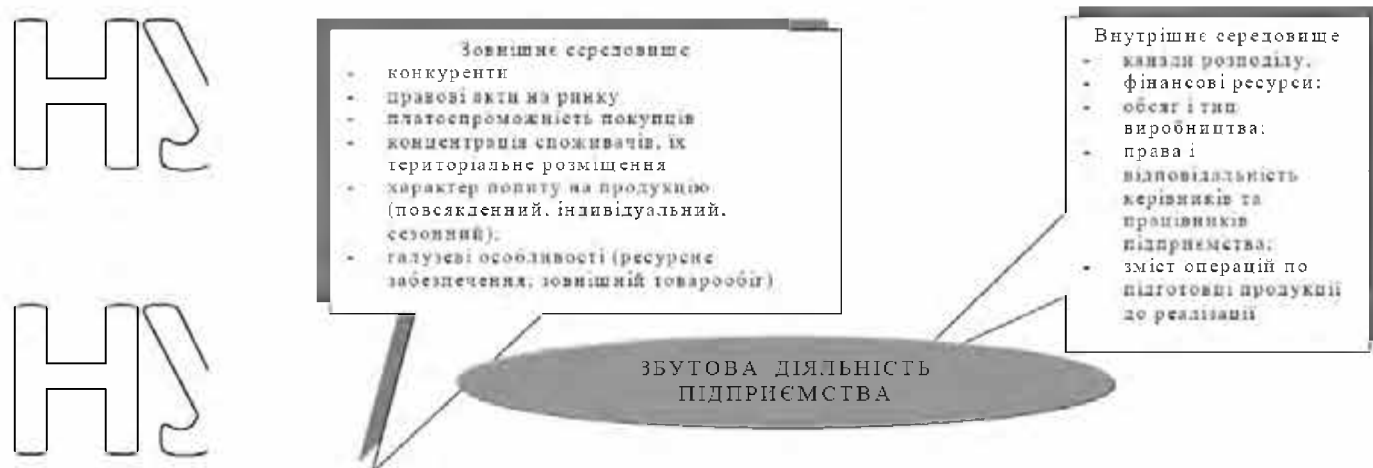 НУ
Зовнішнє середовище
- конкуренти
- правові акти на ринку
- платоспроможність покупців
- концентрація споживачів, їх
територіальне розміщення
- характер попиту на продукцію
(повсякденний, індивідуальний,
сезонний);
- галузеві особливості (ресурсне
забезпечення; зовнішній товарообіг)
Внутрішнє середовище
- канали розподілу;
- фінансові ресурси;
- обсяг і тип
виробництва;
- права і
відповідальність
керівників та
працівників
підприємства;
- зміст операцій по
підготовці продукції
до реалізації
НУ
ЗБУТОВА ДІЯЛЬНІСТЬ
ПІДПРИЄМСТВА